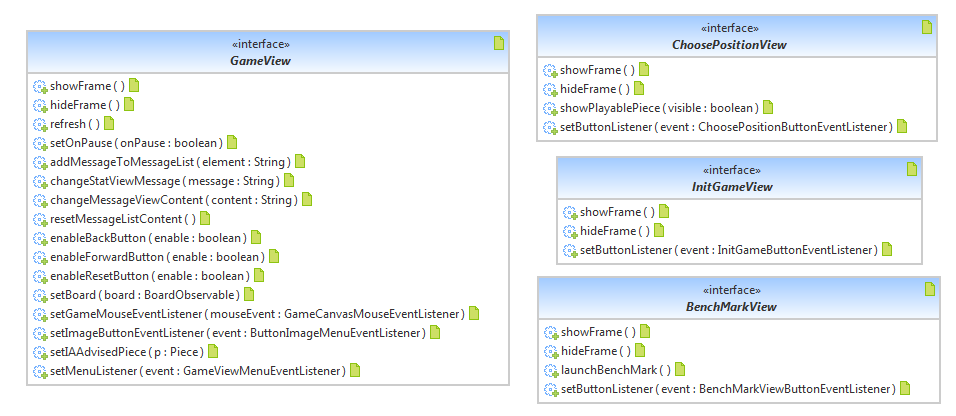 «interface»
GameView
showFrame ( )
hideFrame ( )
refresh ( )
setOnPause ( onPause : boolean )
addMessageToMessageList ( element : String )
changeStatViewMessage ( message : String )
changeMessageViewContent ( content : String )
resetMessageListContent ( )
enableBackButton ( enable : boolean )
enableForwardButton ( enable : boolean )
enableResetButton ( enable : boolean )
setBoard ( board : BoardObservable )
setGameMouseEventListener ( mouseEvent : GameCanvasMouseEventListener )
setImageButtonEventListener ( event : ButtonImageMenuEventListener )
setIAAdvisedPiece ( p : Piece )
setMenuListener ( event : GameViewMenuEventListener )
«interface»
ChoosePositionView
showFrame ( )
hideFrame ( )
showPlayablePiece ( visible : boolean )
setButtonListener ( event : ChoosePositionButtonEventListener )
«interface»
InitGameView
showFrame ( )
hideFrame ( )
setButtonListener ( event : InitGameButtonEventListener )
«interface»
BenchMarkView
showFrame ( )
hideFrame ( )
launchBenchMark ( )
setButtonListener ( event : BenchMarkViewButtonEventListener )